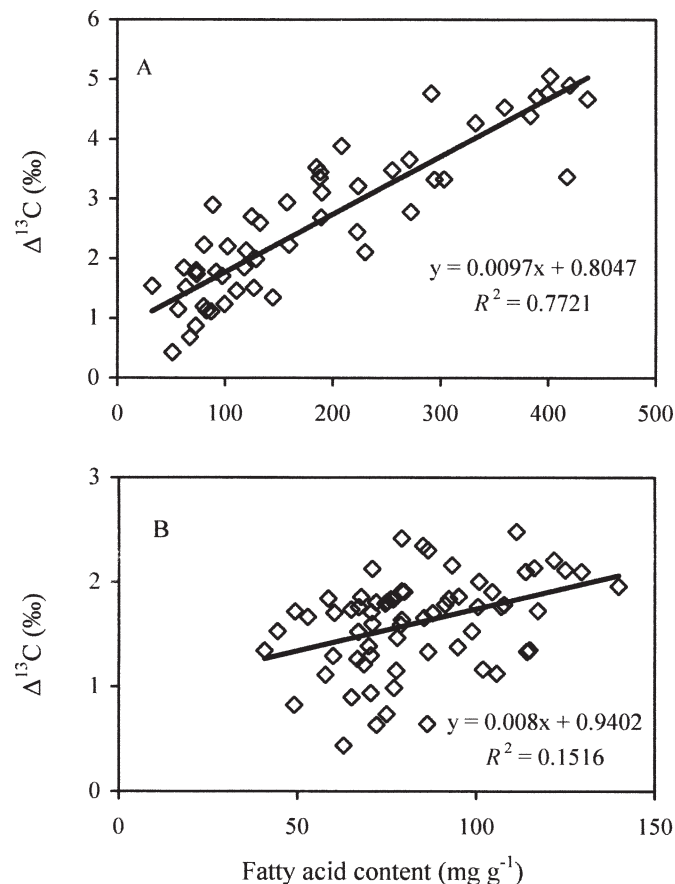 6
5
4
3
2
1
0
A
Δ¹³C (‰)
y = 0.0097x + 0.8047
R² = 0.7721
0 100 200 300 400 500
3
2
1
0
B
Δ¹³C (‰)
y = 0.008x + 0.9402
R² = 0.1516
0 50 100 150
Fatty acid content (mg g⁻¹)